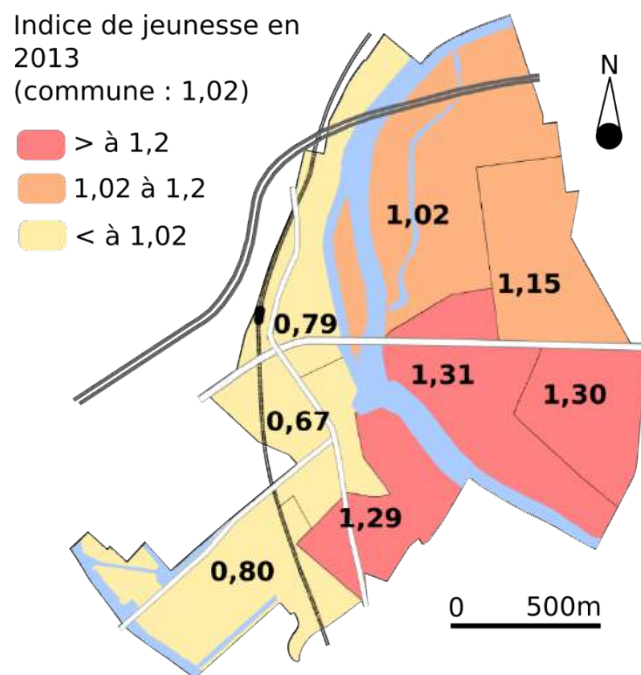 Indice de jeunesse en
2013
(commune : 1,02)
> à 1,2
1,02 à 1,2
< à 1,02
N
1,02
1,15
0,79
1,31
1,30
0,67
1,29
0,80
0 500m